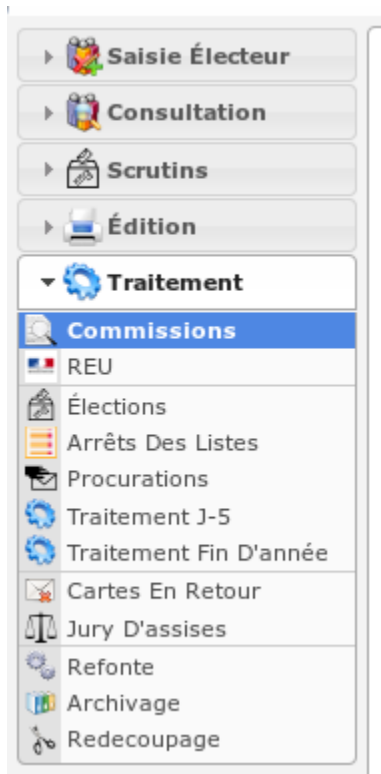 Saisie Électeur
Consultation
Scrutins
Édition
Traitement
Commissions
REU
Élections
Arrêts Des Listes
Procurations
Traitement J-5
Traitement Fin D'année
Cartes En Retour
Jury D'assises
Refonte
Archivage
Redecoupage